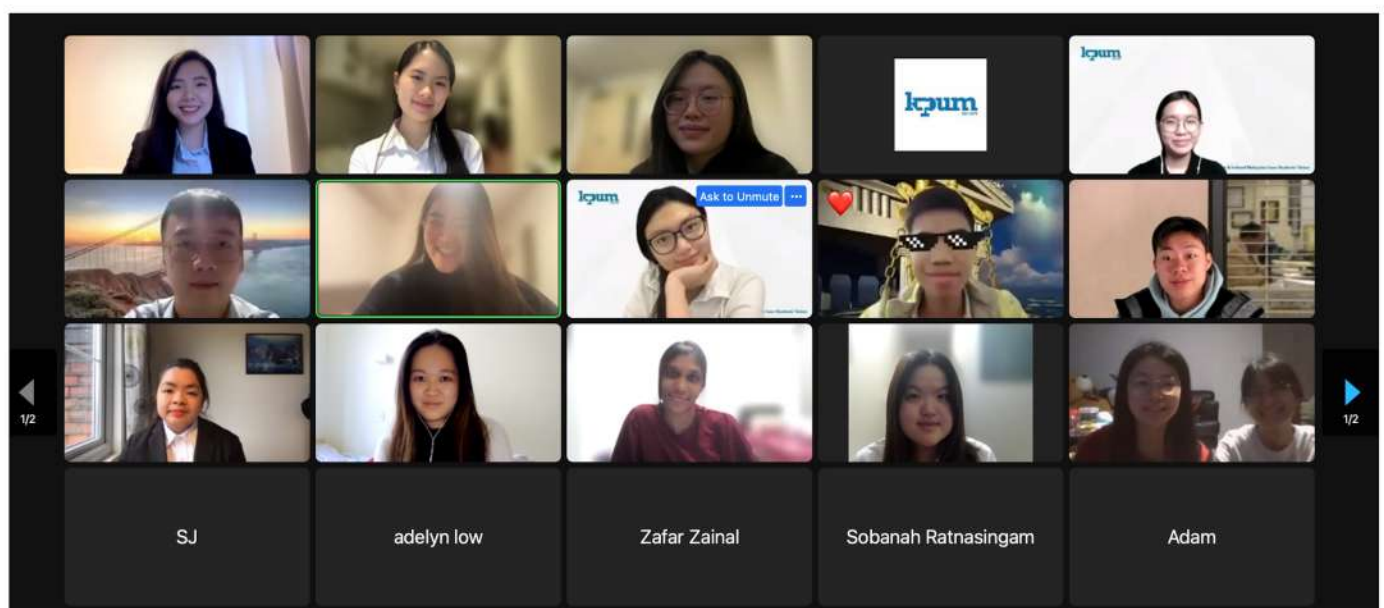 kpum
kpum
kpum
Ask to Unmute ...
1/2
1/2
SJ
adelyn low
Zafar Zainal
Sobanah Ratnasingam
Adam